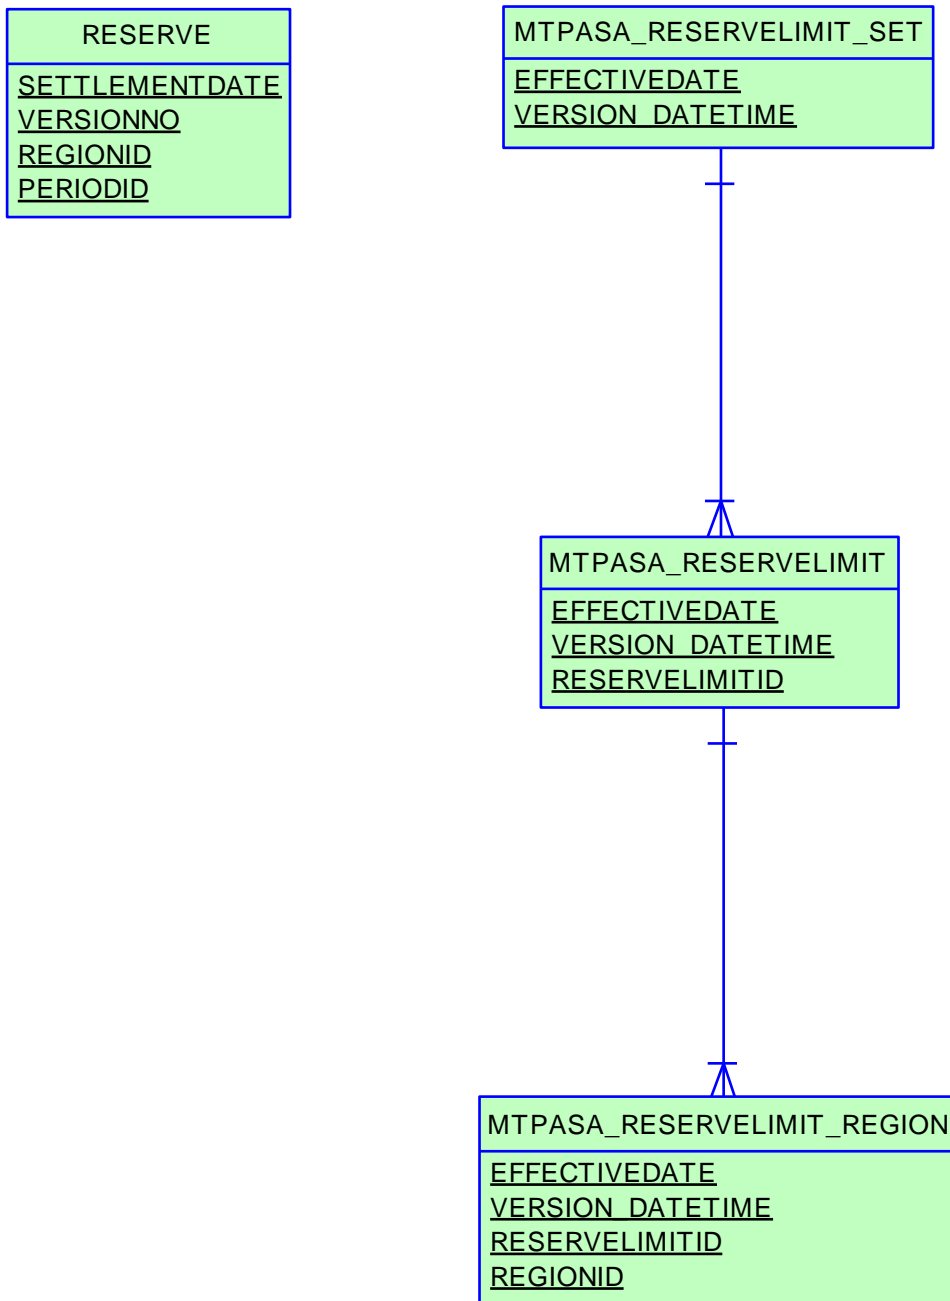 RESERVE
SETTLEMENTDATE
VERSIONNO
REGIONID
PERIODID
MTPASA_RESERVELIMIT_SET
EFFECTIVEDATE
VERSION_DATETIME
MTPASA_RESERVELIMIT
EFFECTIVEDATE
VERSION_DATETIME
RESERVELIMITID
MTPASA_RESERVELIMIT_REGION
EFFECTIVEDATE
VERSION_DATETIME
RESERVELIMITID
REGIONID